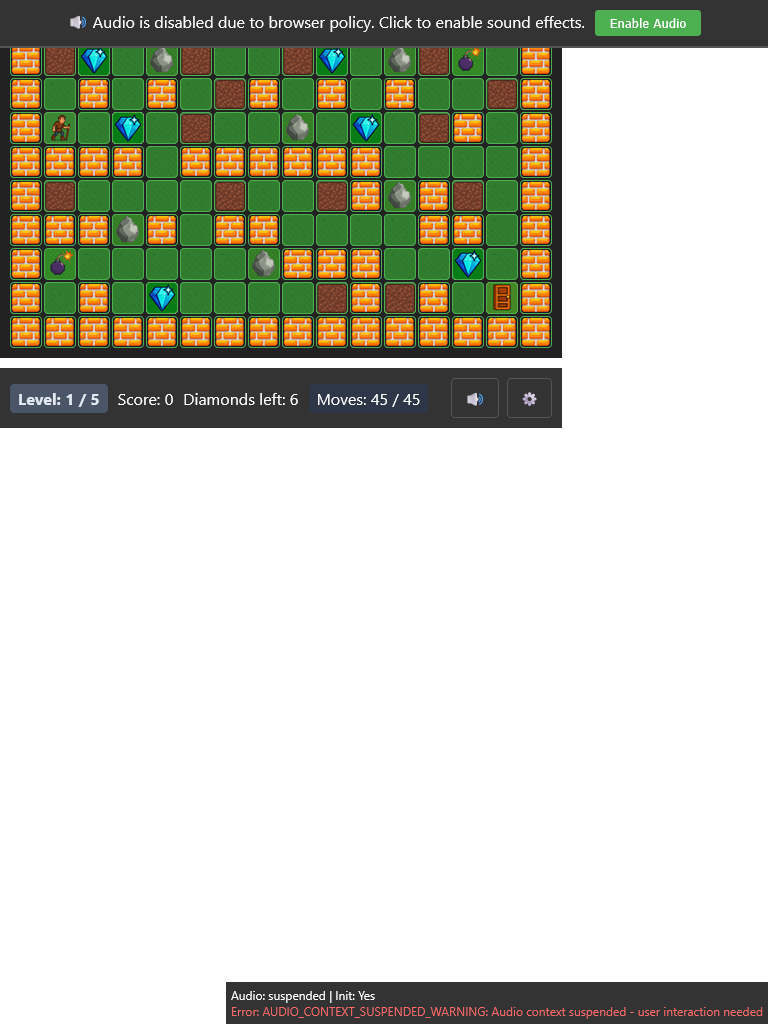 Audio is disabled due to browser policy. Click to enable sound effects.
Enable Audio
Level: 1 / 5
Score: 0
Diamonds left: 6
Moves: 45 / 45
Audio: suspended | Init: Yes
Error: AUDIO_CONTEXT_SUSPENDED_WARNING: Audio context suspended - user interaction needed